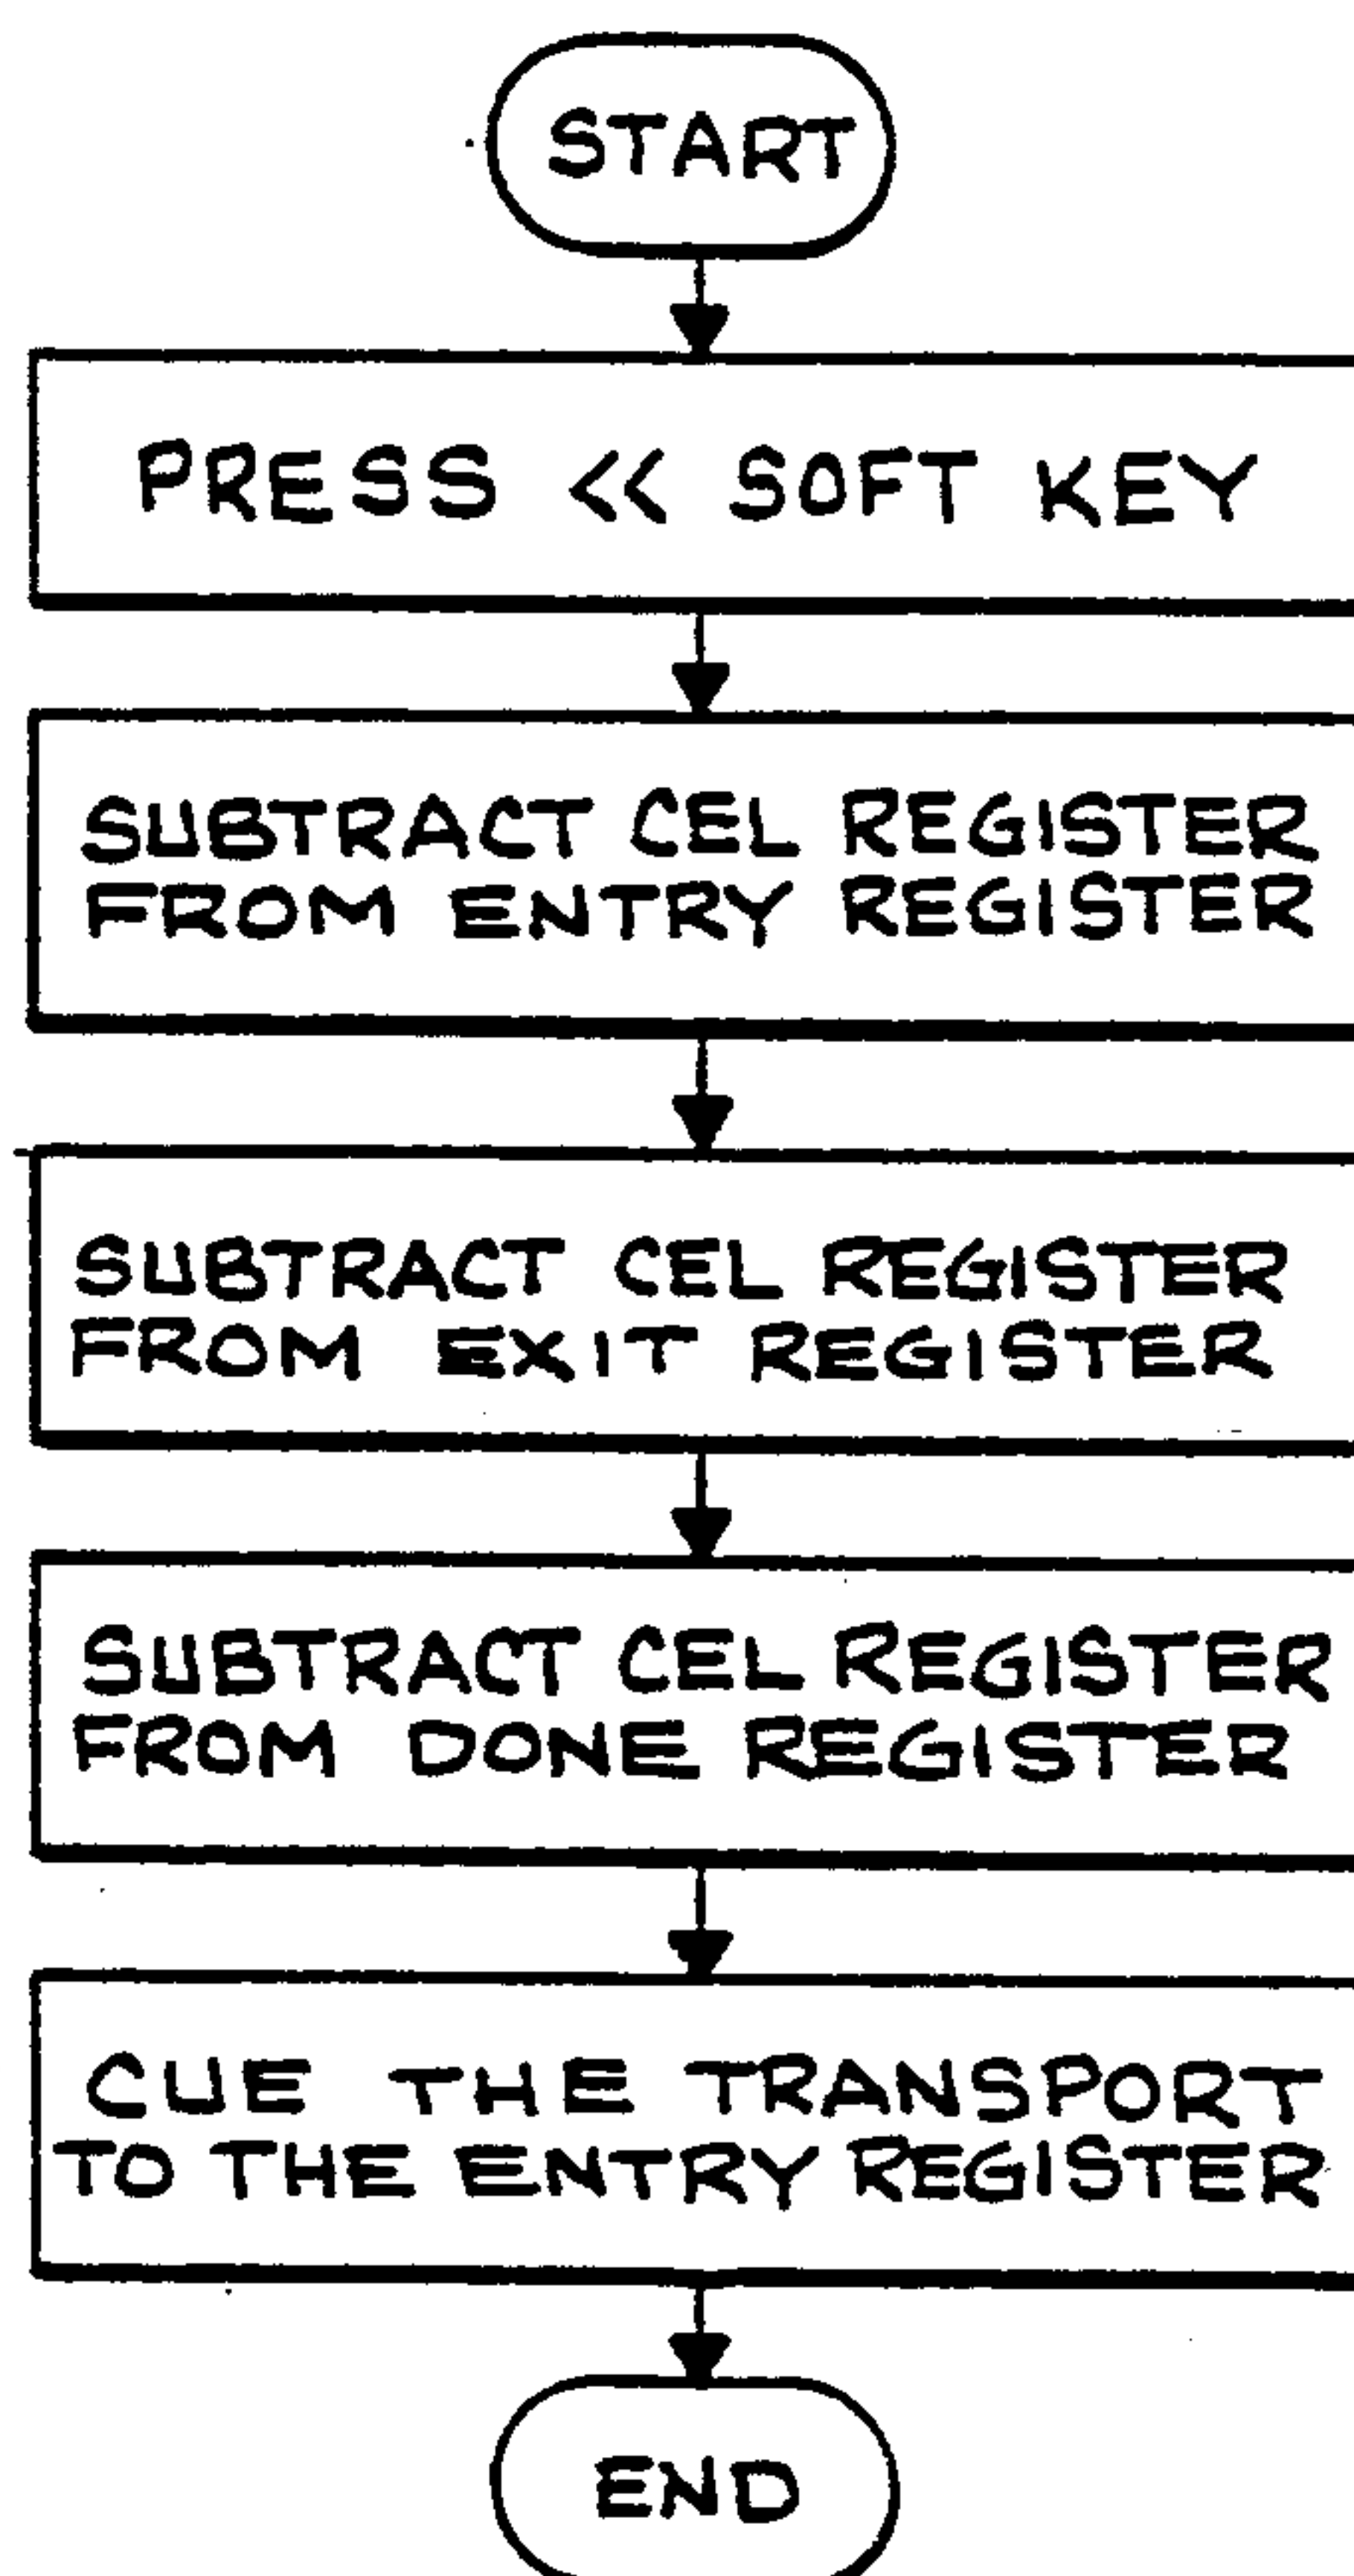 START
PRESS << SOFT KEY
SUBTRACT CEL REGISTER
FROM ENTRY REGISTER
SUBTRACT CEL REGISTER
FROM EXIT REGISTER
SUBTRACT CEL REGISTER
FROM DONE REGISTER
CUE THE TRANSPORT
TO THE ENTRY REGISTER
END